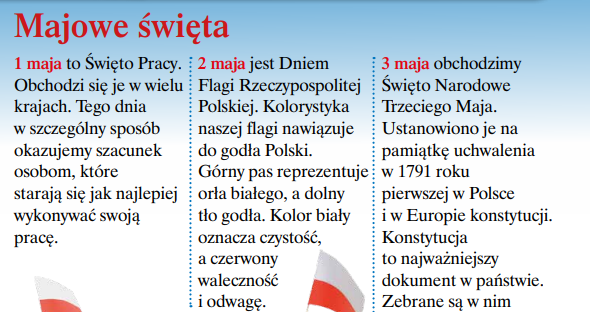 Majowe święta
1 maja to Święto Pracy.
Obchodzi się je w wielu
krajach. Tego dnia
w szczególny sposób
okazujemy szacunek
osobom, które
starają się jak najlepiej
wykonywać swoją
pracę.
2 maja jest Dniem
Flagi Rzeczypospolitej
Polskiej. Kolorystyka
naszej flagi nawiązuje
do godła Polski.
Górny pas reprezentuje
orła białego, a dolny
tło godła. Kolor biały
oznacza czystość,
a czerwony
waleczność
i odwagę.
3 maja obchodzimy
Święto Narodowe
Trzeciego Maja.
Ustanowiono je na
pamiątkę uchwalenia
w 1791 roku
pierwszej w Polsce
i w Europie konstytucji.
Konstytucja
to najważniejszy
dokument w państwie.
Zebrane są w nim